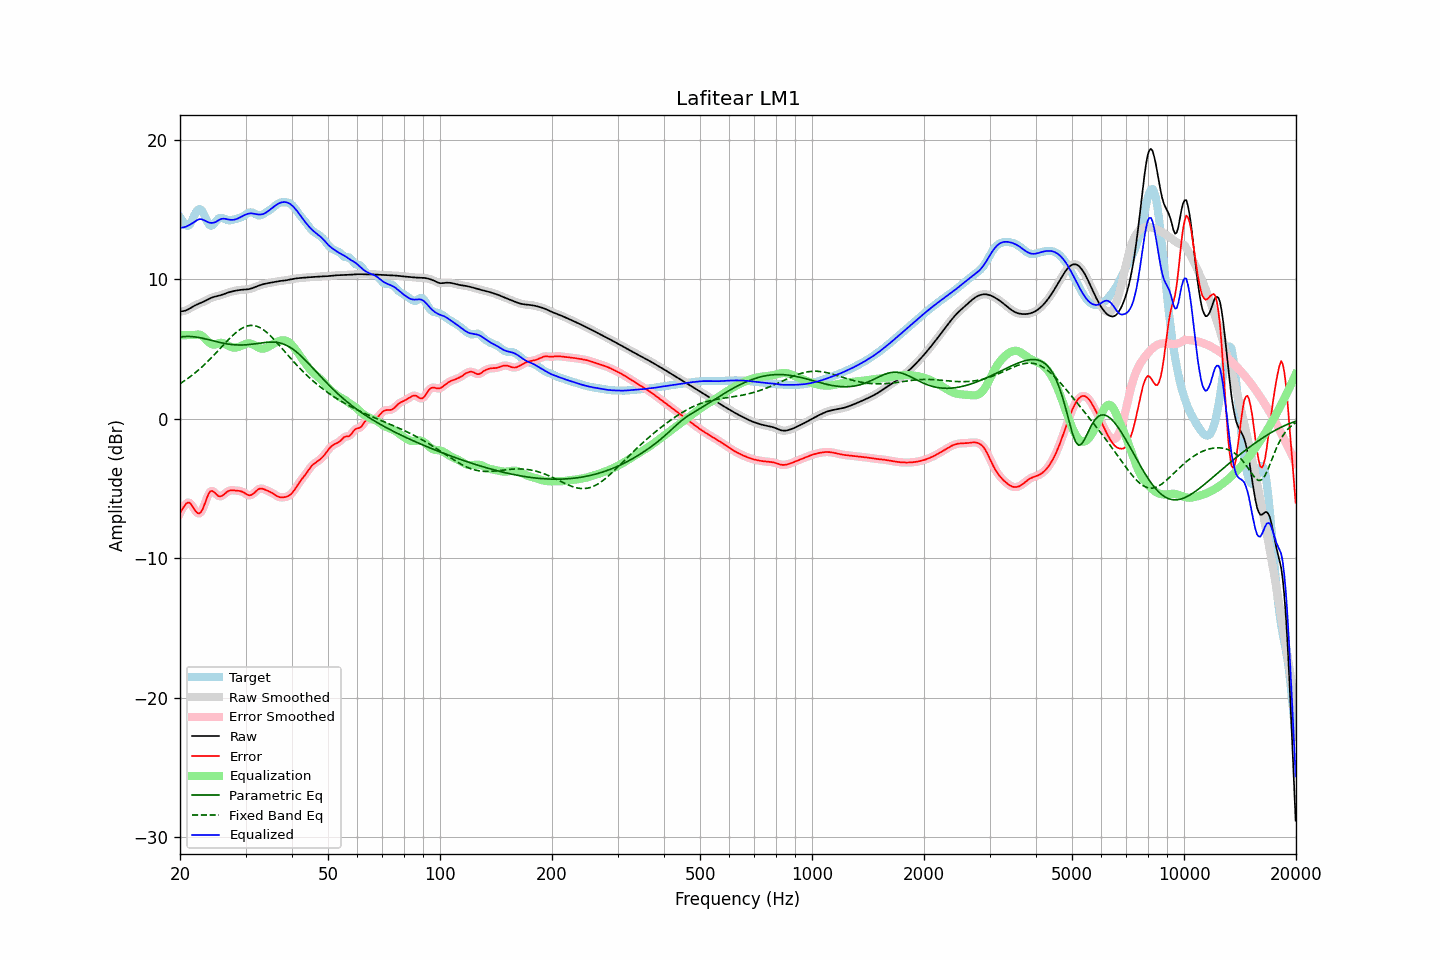 Lafitear LM1
Amplitude (dBr)
20
10
0
−10
−20
−30
Target
Raw Smoothed
Error Smoothed
Raw
Error
Equalization
Parametric Eq
Fixed Band Eq
Equalized
20 50 100 200 500 1000 2000 5000 10000 20000
Frequency (Hz)